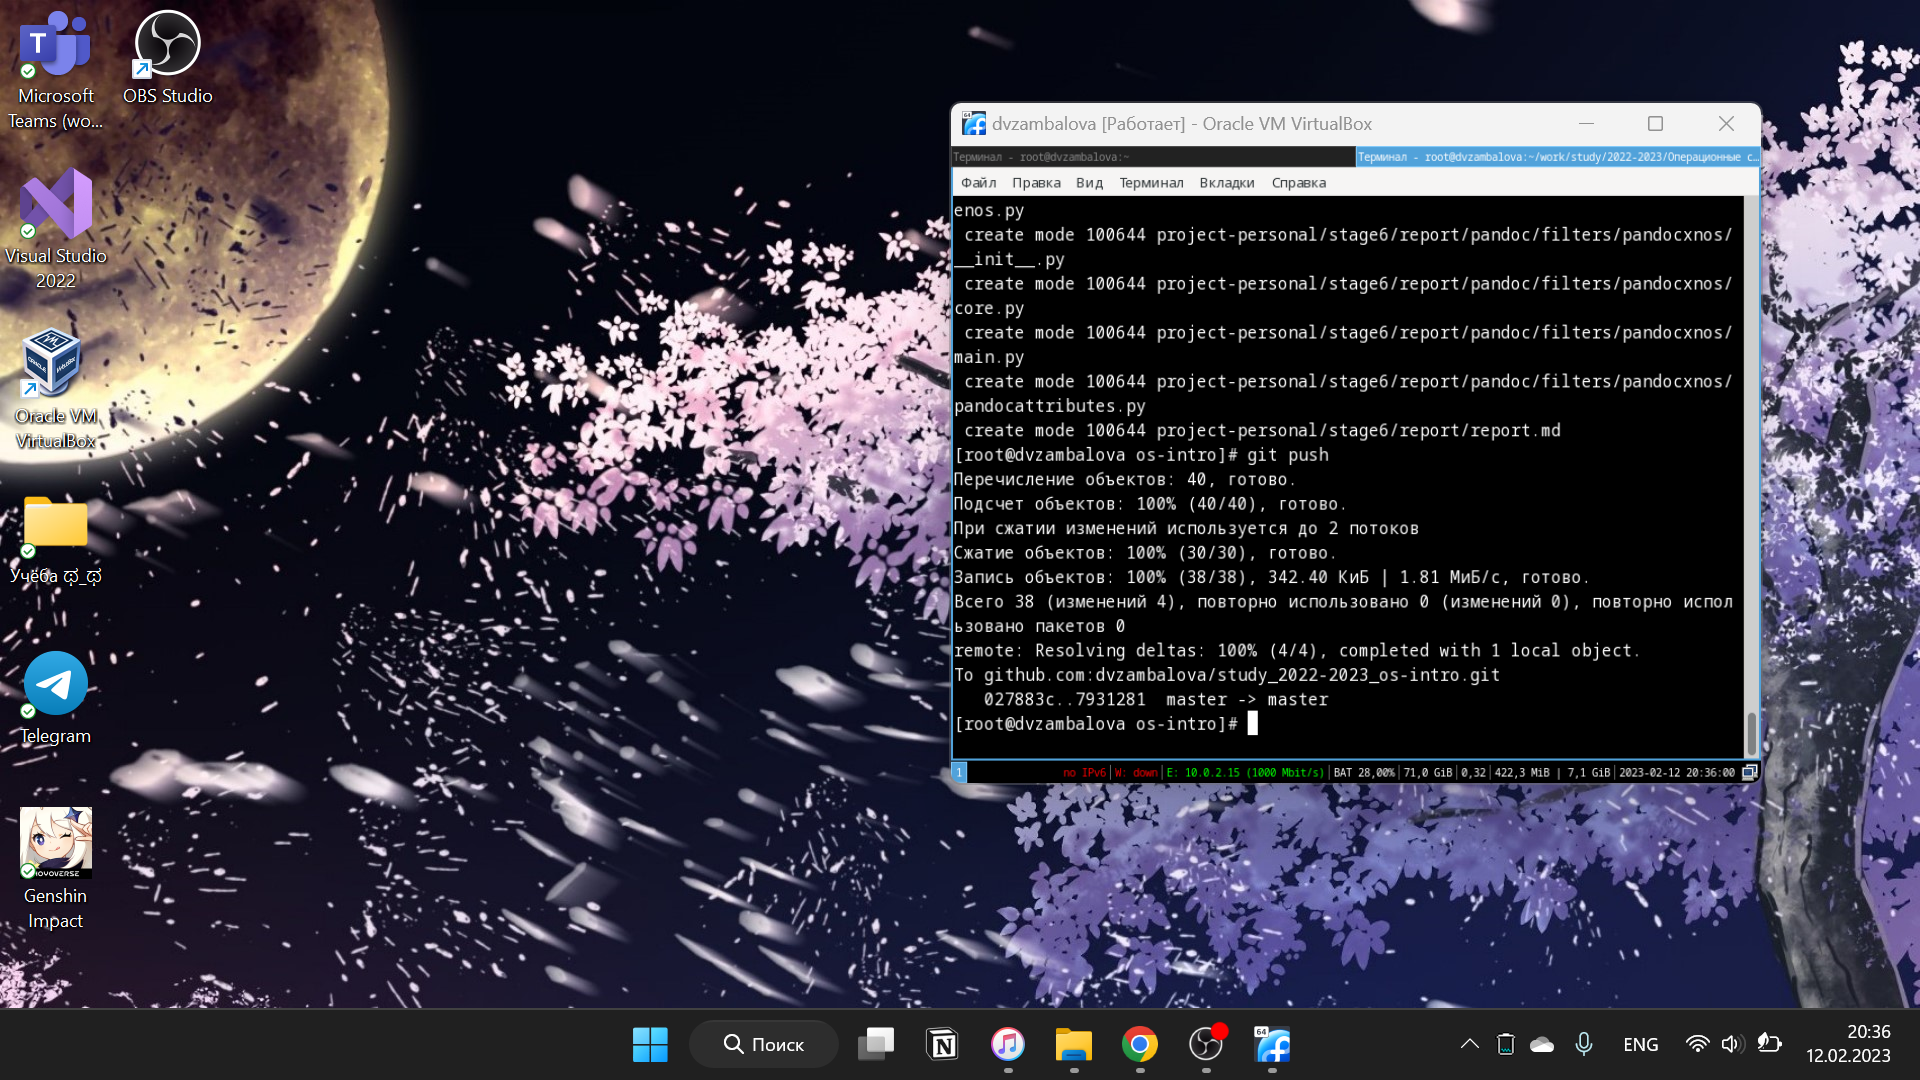 Microsoft
Teams (wo...
OBS Studio
Visual Studio
2022
Oracle VM
VirtualBox
Учёба ಥ_ಥ
Telegram
HOYOVERSE
Genshin
Impact
dvzambalova [Работает] - Oracle VM VirtualBox
Терминал - root@dvzambalova:~
Терминал - root@dvzambalova:~/work/study/2022-2023/Операционные с...
Файл Правка Вид Терминал Вкладки Справка
enos.py
create mode 100644 project-personal/stage6/report/pandoc/filters/pandocxnos/
__init__.py
create mode 100644 project-personal/stage6/report/pandoc/filters/pandocxnos/
core.py
create mode 100644 project-personal/stage6/report/pandoc/filters/pandocxnos/
main.py
create mode 100644 project-personal/stage6/report/pandoc/filters/pandocxnos/
pandocattributes.py
create mode 100644 project-personal/stage6/report/report.md
[root@dvzambalova os-intro]# git push
Перечисление объектов: 40, готово.
Подсчет объектов: 100% (40/40), готово.
При сжатии изменений используется до 2 потоков
Сжатие объектов: 100% (30/30), готово.
Запись объектов: 100% (38/38), 342.40 КиБ | 1.81 МиБ/с, готово.
Всего 38 (изменений 4), повторно использовано 0 (изменений 0), повторно испол
ьзовано пакетов 0
remote: Resolving deltas: 100% (4/4), completed with 1 local object.
To github.com:dvzambalova/study_2022-2023_os-intro.git
027883c..7931281 master -> master
[root@dvzambalova os-intro]#
1 no IPv6 | W: down | E: 10.0.2.15 (1000 Mbit/s) | BAT 28,00% | 71,0 GiB | 0,32 | 422,3 MiB | 7,1 GiB | 2023-02-12 20:36:00
Поиск
64
ENG
20:36
12.02.2023